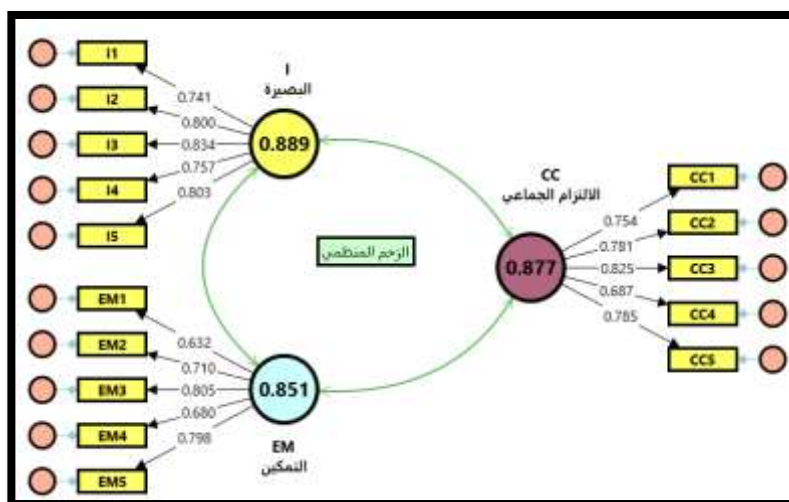 I1
I2
I3
I4
I5
0.741
0.800
0.834
0.757
0.803
I
البصيرة
0.889
CC
الالتزام الجماعي
0.877
0.754
0.781
0.825
0.687
0.785
CC1
CC2
CC3
CC4
CC5
الزخم المنظمي
EM1
EM2
EM3
EM4
EM5
0.632
0.710
0.805
0.680
0.798
0.851
EM
التمكين